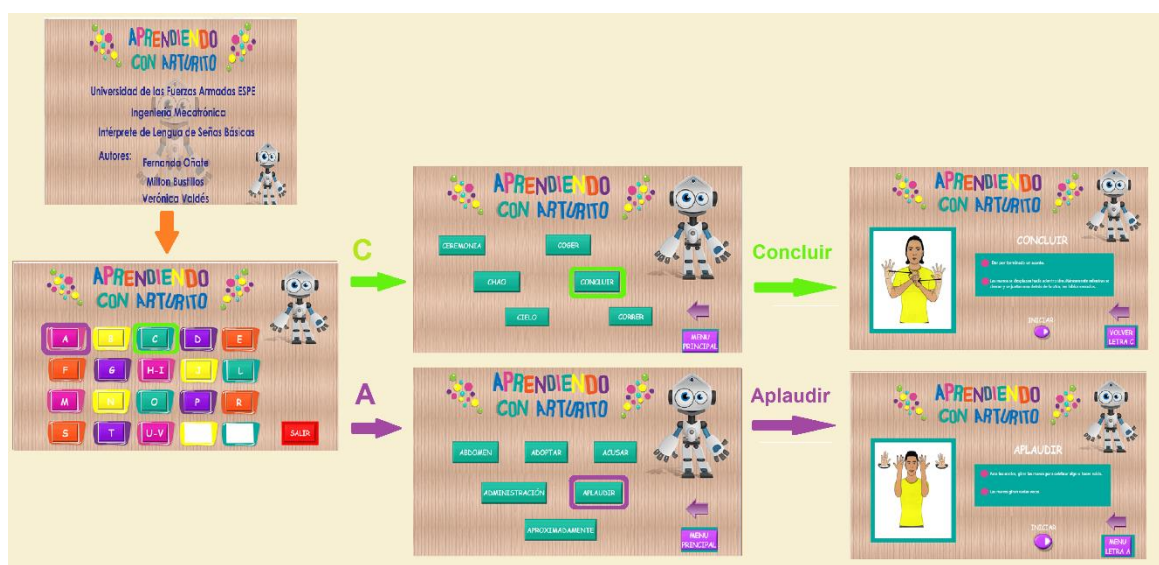 APRENDIENDO
CON ARTURITO
Universidad de las Fuerzas Armadas ESPE
Ingeniería Mecatrónica
Intérprete de Lengua de Señas Básicas
Autores:
Fernanda Oñate
Milton Bustillos
Verónica Valdés
APRENDIENDO
CON ARTURITO
A
B
C
D
E
F
G
H-I
J
L
M
N
O
P
R
S
T
U-V
SALIR
C
APRENDIENDO
CON ARTURITO
CEREMONIA
COGER
CHAO
CONCLUIR
CIELO
CORRER
MENU
PRINCIPAL
Concluir
APRENDIENDO
CON ARTURITO
CONCLUIR
INICIAR
VOLVER
LETRA C
A
APRENDIENDO
CON ARTURITO
ABDOMEN
ADOPTAR
ACUSAR
ADMINISTRACIÓN
APLAUDIR
APROXIMADAMENTE
MENU
PRINCIPAL
Aplaudir
APRENDIENDO
CON ARTURITO
APLAUDIR
INICIAR
MENU
LETRA A